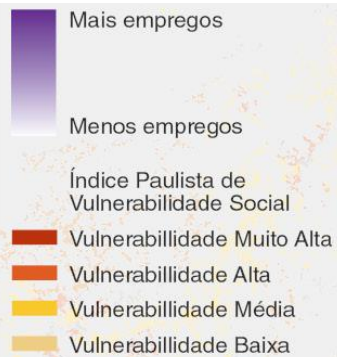 Mais empregos
Menos empregos
Índice Paulista de
Vulnerabilidade Social
Vulnerabillidade Muito Alta
Vulnerabillidade Alta
Vulnerabillidade Média
Vulnerabillidade Baixa